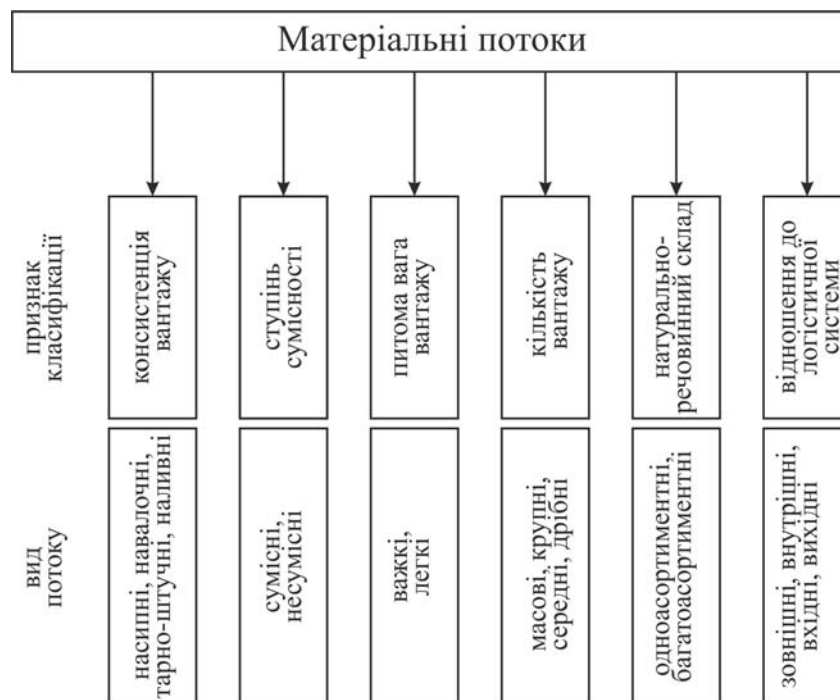 Матеріальні потоки
признак
класифікації
консистенція
вантажу
ступінь
сумісності
питома вага
вантажу
кількість
вантажу
натурально-
речовинний склад
відношення до
логістичної
системи
вид
потоку
насипні, навалочні,
тарно-штучні, наливні
сумісні,
несумісні
важкі,
легкі
масові, крупні,
середні, дрібні
одноасортиментні,
багатоасортиментні
зовнішні, внутрішні,
вхідні, вихідні